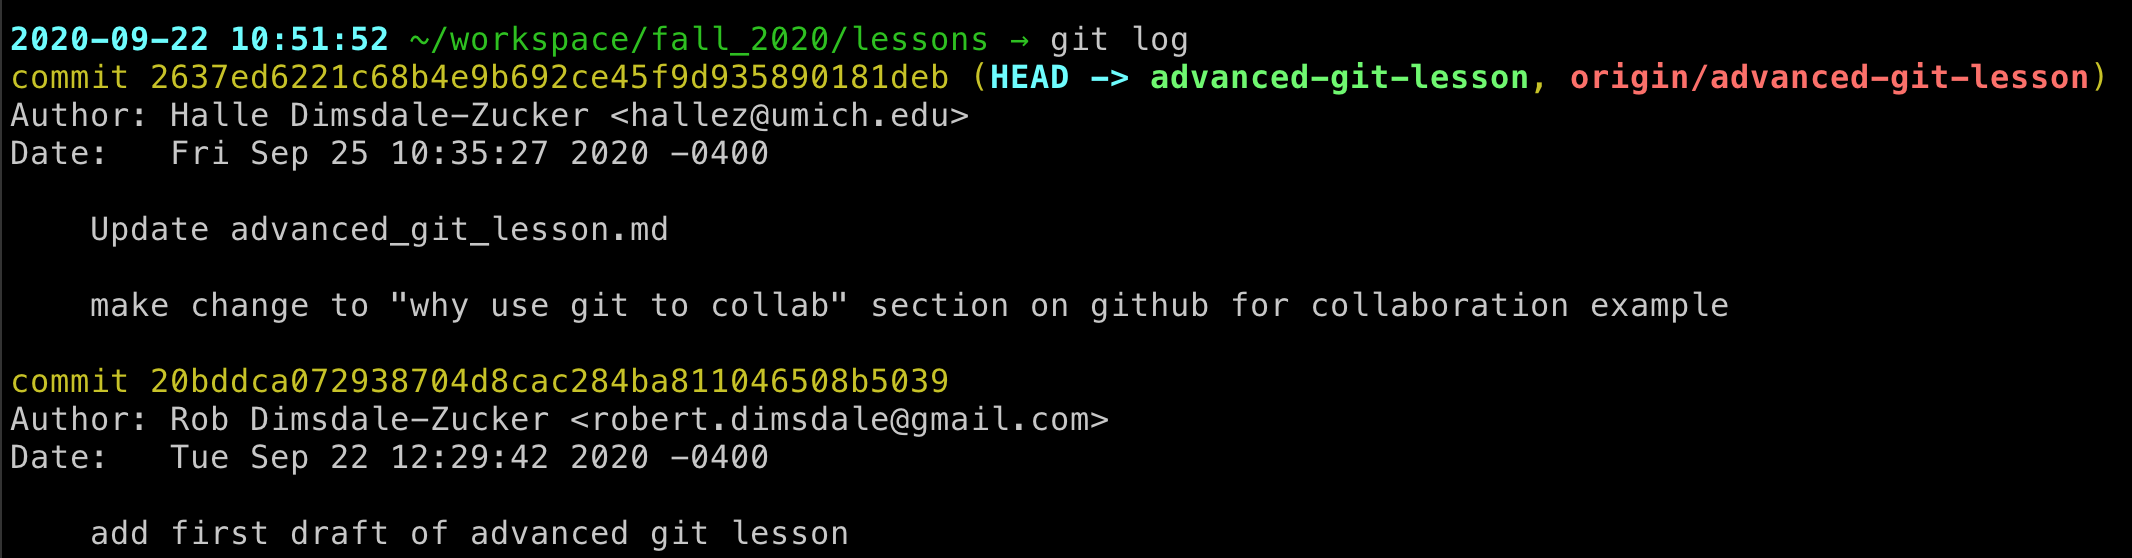 2020-09-22 10:51:52 ~/workspace/fall_2020/lessons → git log
commit 2637ed6221c68b4e9b692ce45f9d935890181deb (HEAD -> advanced-git-lesson, origin/advanced-git-lesson)
Author: Halle Dimsdale-Zucker <hallez@umich.edu>
Date:   Fri Sep 25 10:35:27 2020 -0400
    Update advanced_git_lesson.md
    make change to "why use git to collab" section on github for collaboration example
commit 20bddca072938704d8cac284ba811046508b5039
Author: Rob Dimsdale-Zucker <robert.dimsdale@gmail.com>
Date:   Tue Sep 22 12:29:42 2020 -0400
    add first draft of advanced git lesson